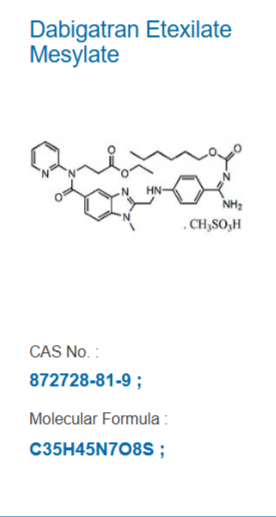 Dabigatran Etexilate
Mesylate
O
O
O
N
N
O
N
HN
N
O
N
NH₂
. CH₃SO₃H
CAS No. :
872728-81-9 ;
Molecular Formula :
C35H45N7O8S ;